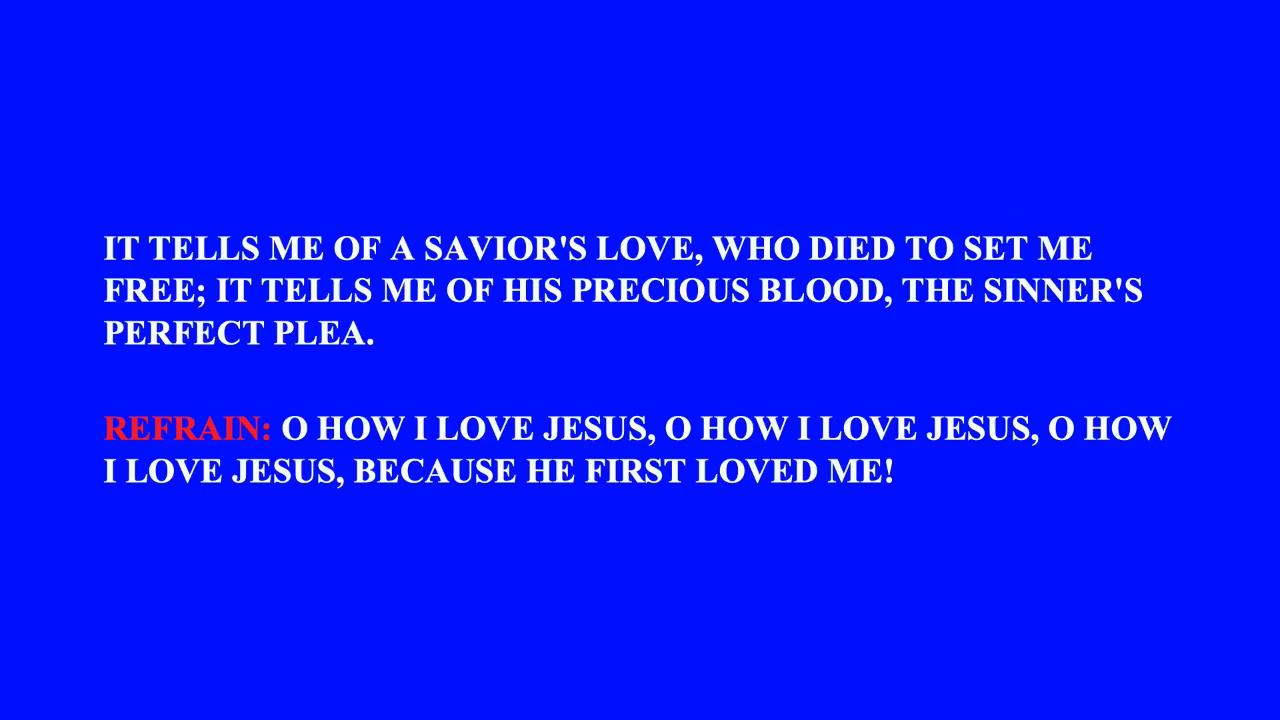 IT TELLS ME OF A SAVIOR'S LOVE, WHO DIED TO SET ME
FREE; IT TELLS ME OF HIS PRECIOUS BLOOD, THE SINNER'S
PERFECT PLEA.
REFRAIN: O HOW I LOVE JESUS, O HOW I LOVE JESUS, O HOW
I LOVE JESUS, BECAUSE HE FIRST LOVED ME!